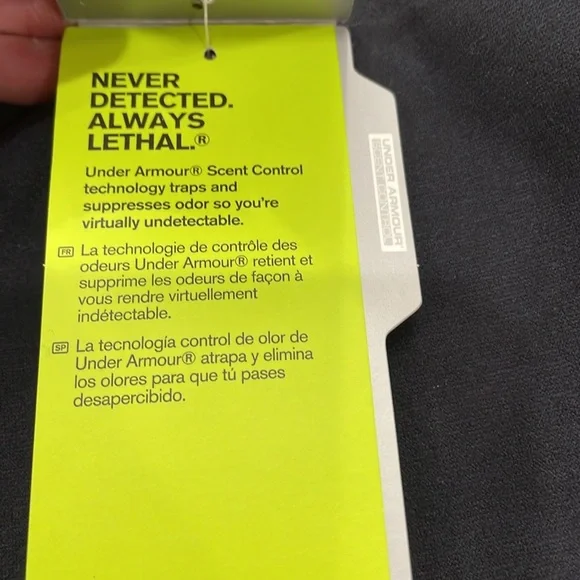 NEVER
DETECTED.
ALWAYS
LETHAL.®
Under Armour® Scent Control
technology traps and
suppresses odor so you're
virtually undetectable.
FR La technologie de contrôle des
odeurs Under Armour® retient et
supprime les odeurs de façon à
vous rendre virtuellement
indétectable.
SP La tecnología control de olor de
Under Armour® atrapa y elimina
los olores para que tú pases
desapercibido.
UNDER ARMOUR